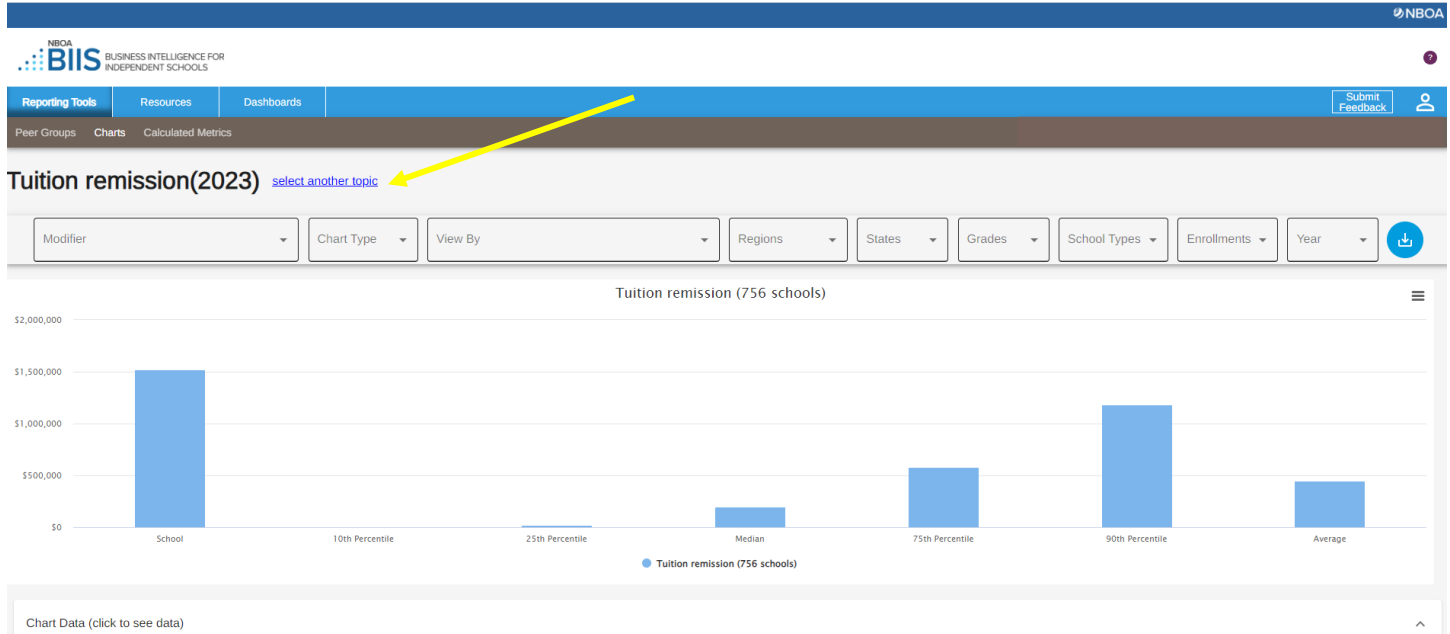 NBOA
NBOA
BIIS BUSINESS INTELLIGENCE FOR
INDEPENDENT SCHOOLS
?
Reporting Tools Resources Dashboards Submit
Feedback
Peer Groups Charts Calculated Metrics
Tuition remission(2023) select another topic
Modifier Chart Type View By Regions States Grades School Types Enrollments Year
Tuition remission (756 schools)
$2,000,000
$1,500,000
$1,000,000
$500,000
$0
School 10th Percentile 25th Percentile Median 75th Percentile 90th Percentile Average
Tuition remission (756 schools)
Chart Data (click to see data)